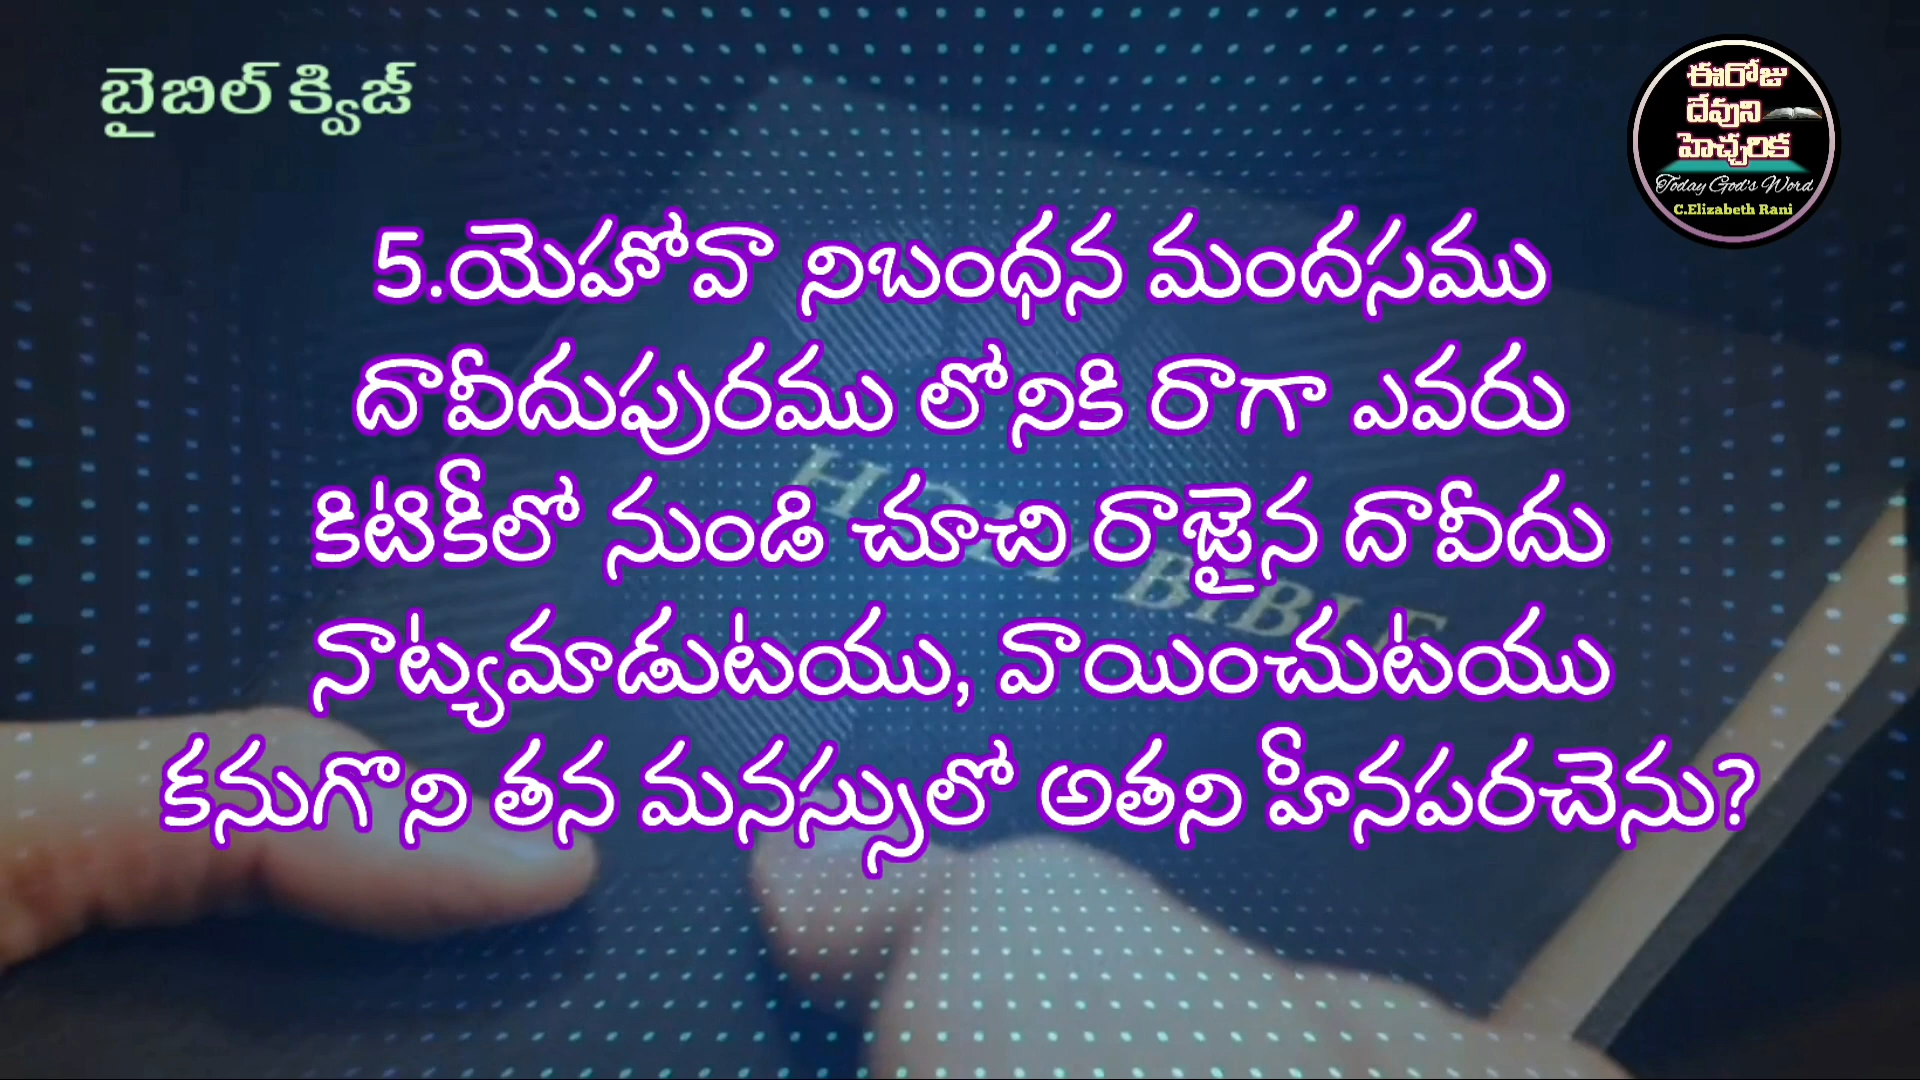 బైబిల్ క్విజ్
ఈరోజు
దేవుని
హెచ్చరిక
Today God's Word
C.Elizabeth Rani
5.యెహోవా నిబంధన మందసము
దావీదుపురము లోనికి రాగా ఎవరు
కిటికీలో నుండి చూచి రాజైన దావీదు
నాట్యమాడుటయు, వాయించుటయు
కనుగొని తన మనస్సులో అతని హీనపరచెను?
HOLY BIBLE